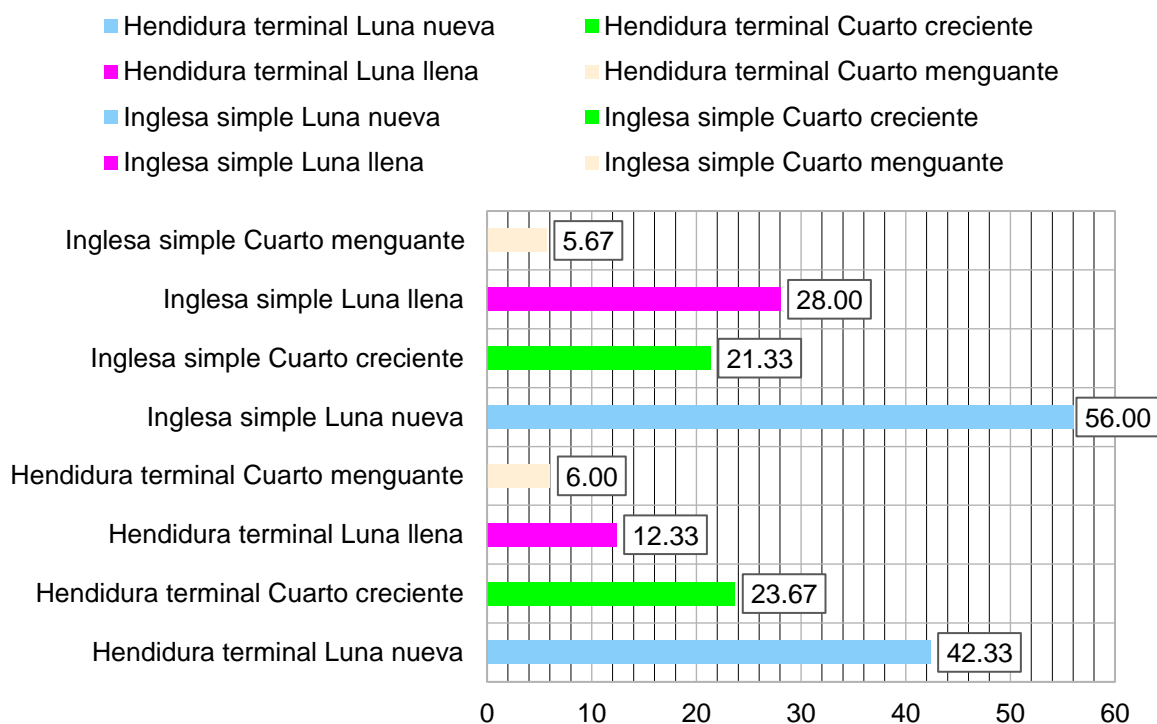 Hendidura terminal Luna nueva
Hendidura terminal Cuarto creciente
Hendidura terminal Luna llena
Hendidura terminal Cuarto menguante
Inglesa simple Luna nueva
Inglesa simple Cuarto creciente
Inglesa simple Luna llena
Inglesa simple Cuarto menguante
Inglesa simple Cuarto menguante 5.67
Inglesa simple Luna llena 28.00
Inglesa simple Cuarto creciente 21.33
Inglesa simple Luna nueva 56.00
Hendidura terminal Cuarto menguante 6.00
Hendidura terminal Luna llena 12.33
Hendidura terminal Cuarto creciente 23.67
Hendidura terminal Luna nueva 42.33
0 10 20 30 40 50 60